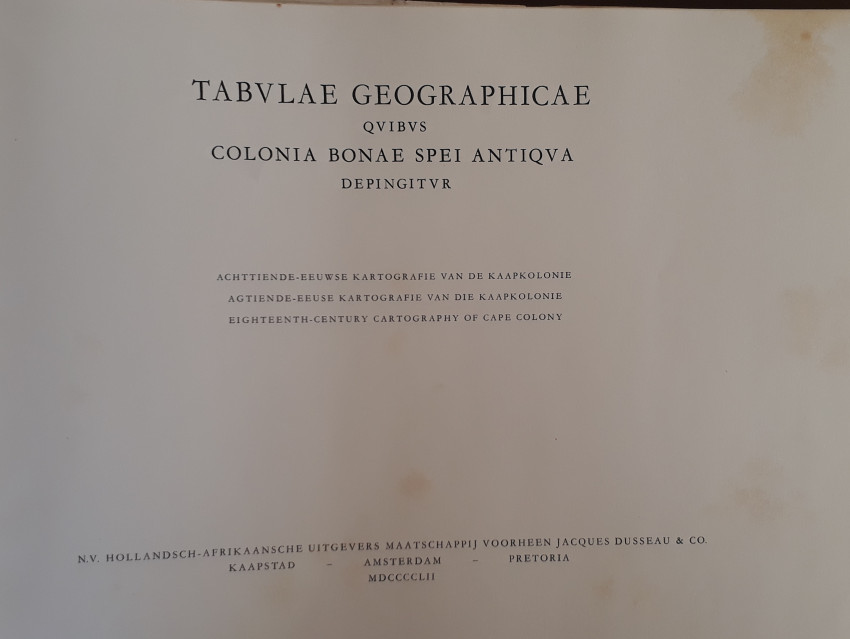 TABVLAE GEOGRAPHICAE
QVIBVS
COLONIA BONAE SPEI ANTIQVA
DEPINGITVR
ACHTTIENDE-EEUWSE KARTOGRAFIE VAN DE KAAPKOLONIE
AGTIENDE-EEUSE KARTOGRAFIE VAN DIE KAAPKOLONIE
EIGHTEENTH-CENTURY CARTOGRAPHY OF CAPE COLONY
N.V. HOLLANDSCH-AFRIKAANSCHE UITGEVERS MAATSCHAPPIJ VOORHEEN JACQUES DUSSEAU & CO.
KAAPSTAD – AMSTERDAM – PRETORIA
MDCCCCLII